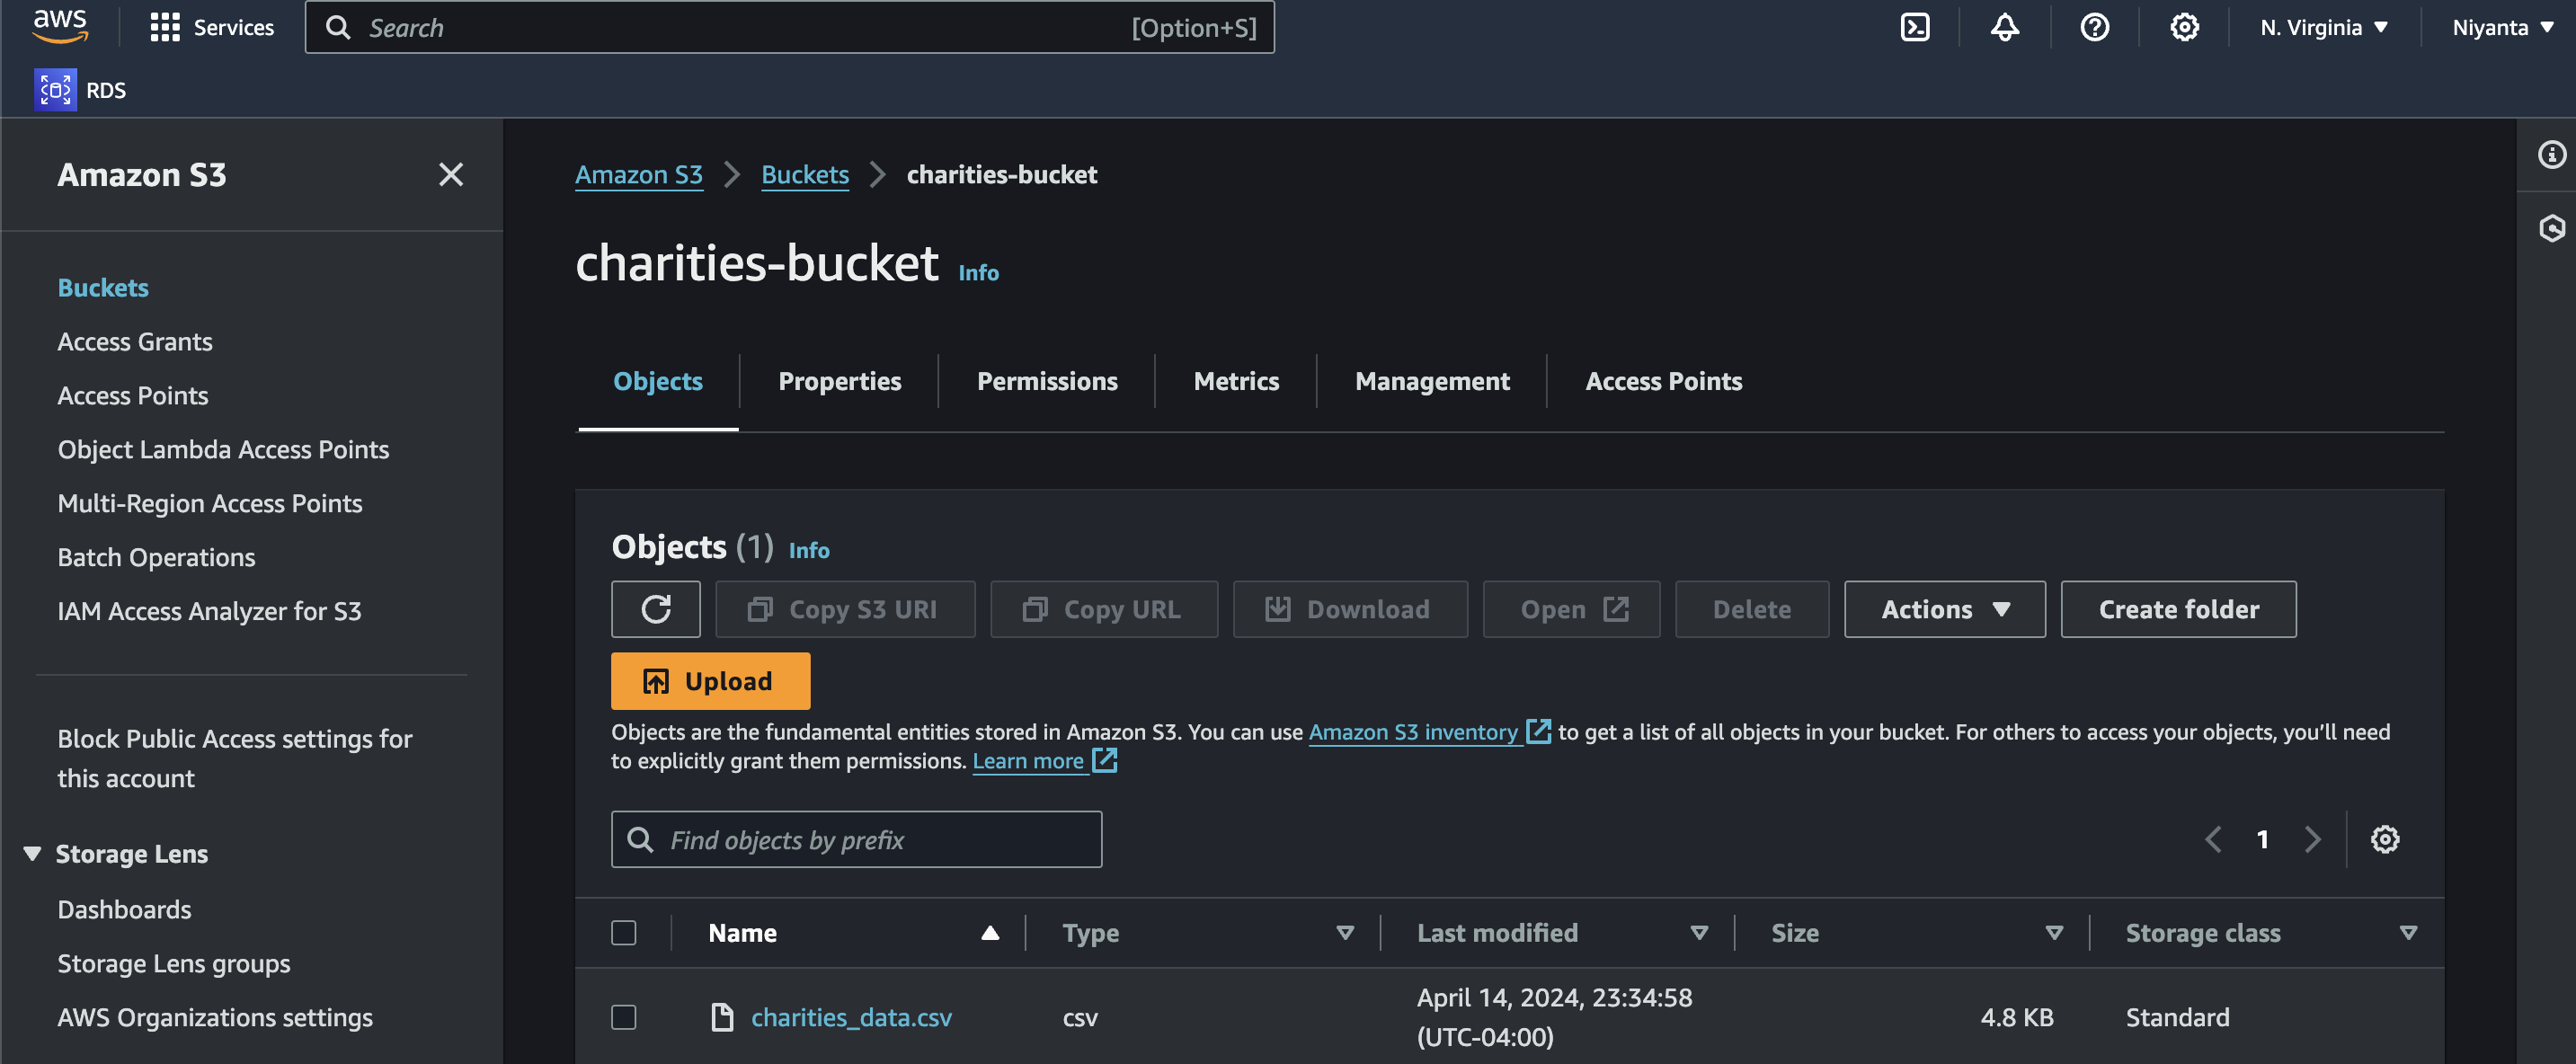 aws
Services
Search
[Option+S]
N. Virginia
Niyanta
RDS
Amazon S3
Buckets
Access Grants
Access Points
Object Lambda Access Points
Multi-Region Access Points
Batch Operations
IAM Access Analyzer for S3
Block Public Access settings for
this account
Storage Lens
Dashboards
Storage Lens groups
AWS Organizations settings
Amazon S3
Buckets
charities-bucket
charities-bucket
Info
Objects
Properties
Permissions
Metrics
Management
Access Points
Objects (1)
Info
Copy S3 URI
Copy URL
Download
Open
Delete
Actions
Create folder
Upload
Objects are the fundamental entities stored in Amazon S3. You can use Amazon S3 inventory to get a list of all objects in your bucket. For others to access your objects, you'll need
to explicitly grant them permissions. Learn more
Find objects by prefix
1
Name
Type
Last modified
Size
Storage class
charities_data.csv
csv
April 14, 2024, 23:34:58
(UTC-04:00)
4.8 KB
Standard